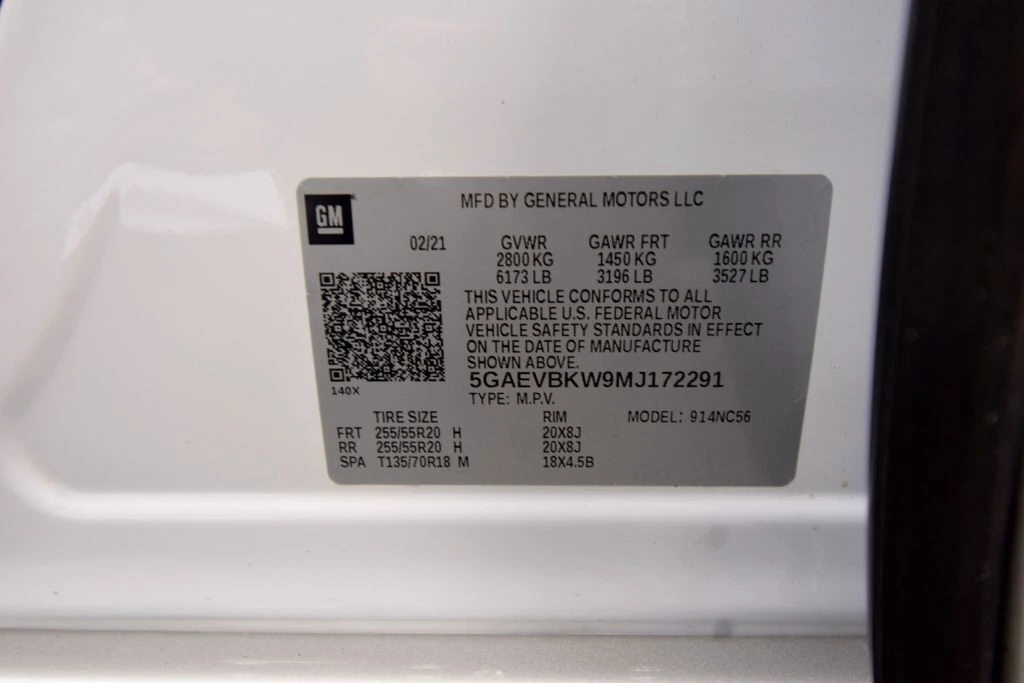 GM
MFD BY GENERAL MOTORS LLC
02/21 GVWR GAWR FRT GAWR RR
2800 KG 1450 KG 1600 KG
6173 LB 3196 LB 3527 LB
THIS VEHICLE CONFORMS TO ALL
APPLICABLE U.S. FEDERAL MOTOR
VEHICLE SAFETY STANDARDS IN EFFECT
ON THE DATE OF MANUFACTURE
SHOWN ABOVE.
140X
5GAEVBKW9MJ172291
TYPE: M.P.V.
TIRE SIZE RIM MODEL: 914NC56
FRT 255/55R20 H 20X8J
RR 255/55R20 H 20X8J
SPA T135/70R18 M 18X4.5B